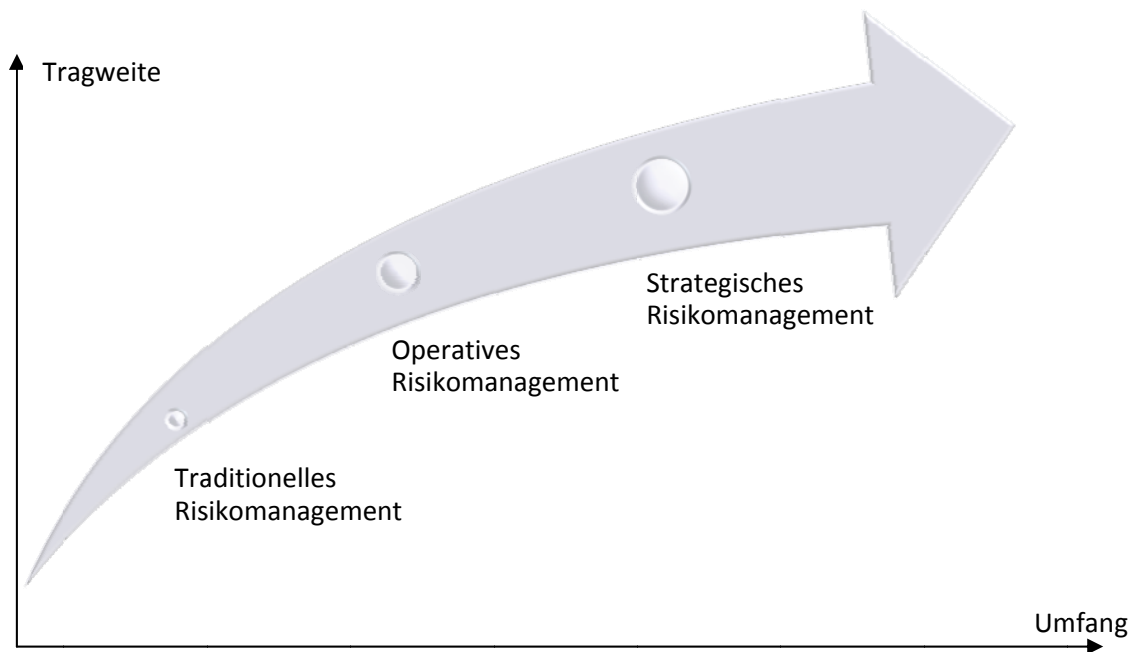 Tragweite
Strategisches
Risikomanagement
Operatives
Risikomanagement
Traditionelles
Risikomanagement
Umfang